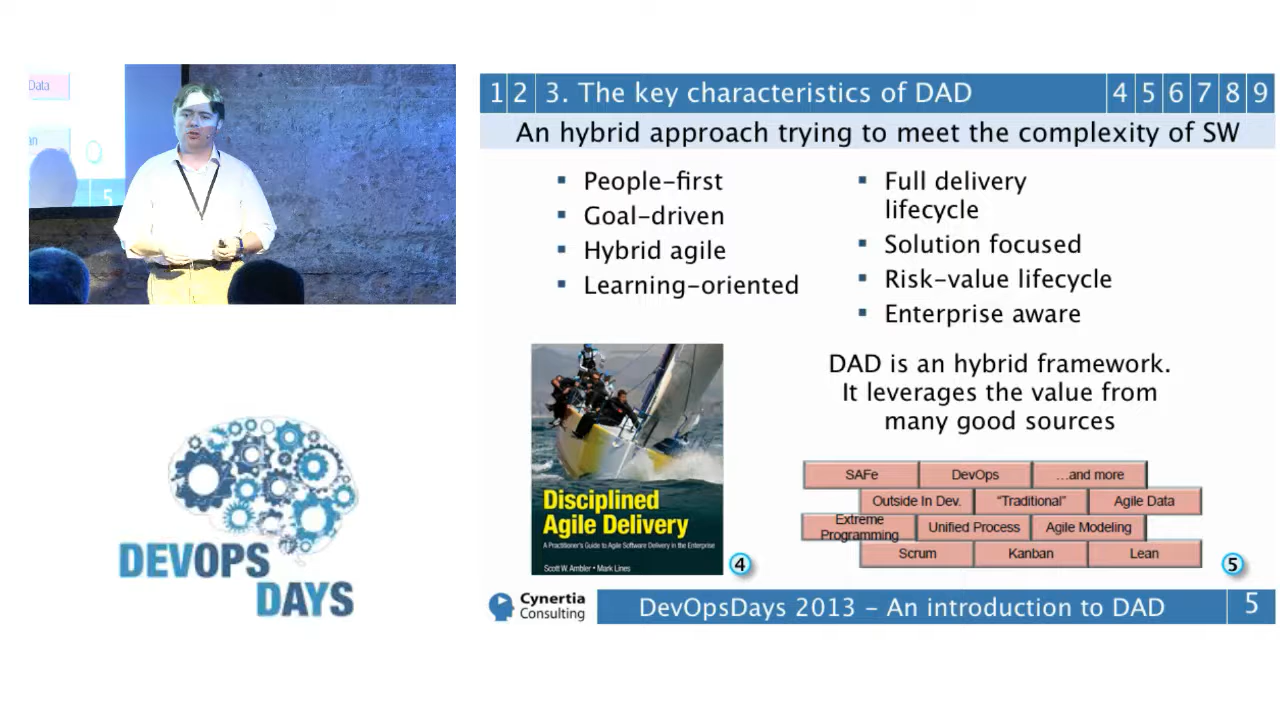 Data
an
5
DEVOPS
DAYS
1 2 3. The key characteristics of DAD 4 5 6 7 8 9
An hybrid approach trying to meet the complexity of SW
▪ People-first
▪ Goal-driven
▪ Hybrid agile
▪ Learning-oriented
▪ Full delivery
lifecycle
▪ Solution focused
▪ Risk-value lifecycle
▪ Enterprise aware
Disciplined
Agile Delivery
A Practitioner's Guide to Agile Software Delivery in the Enterprise
Scott W. Ambler • Mark Lines
4
DAD is an hybrid framework.
It leverages the value from
many good sources
SAFe DevOps ...and more
Outside In Dev. "Traditional" Agile Data
Extreme
Programming Unified Process Agile Modeling
Scrum Kanban Lean
5
Cynertia
Consulting
DevOpsDays 2013 - An introduction to DAD 5